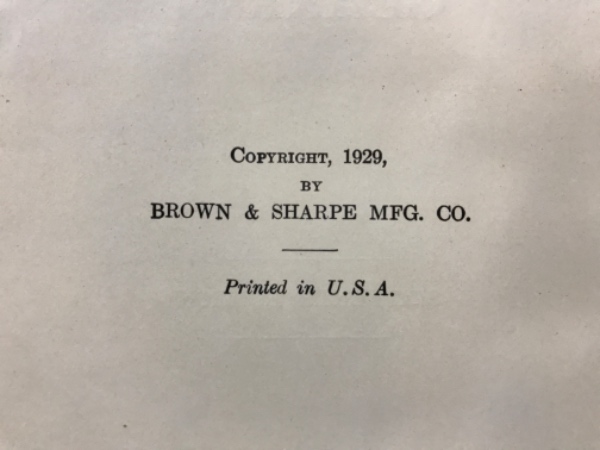 COPYRIGHT, 1929,
BY
BROWN & SHARPE MFG. CO.
Printed in U.S.A.